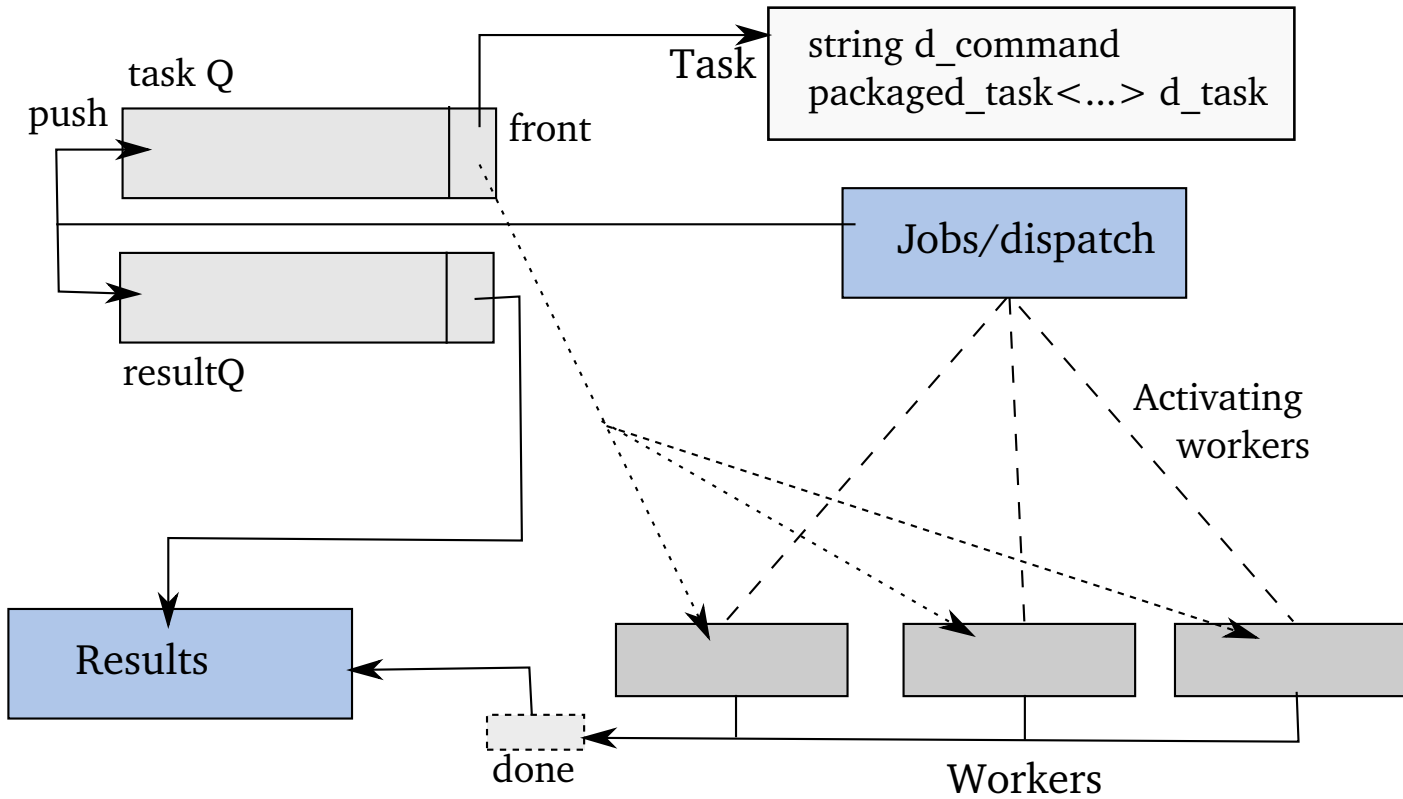 string d_command
Task
packaged_task<...> d_task
task Q
push
front
Jobs/dispatch
resultQ
Activating
workers
Results
done
Workers